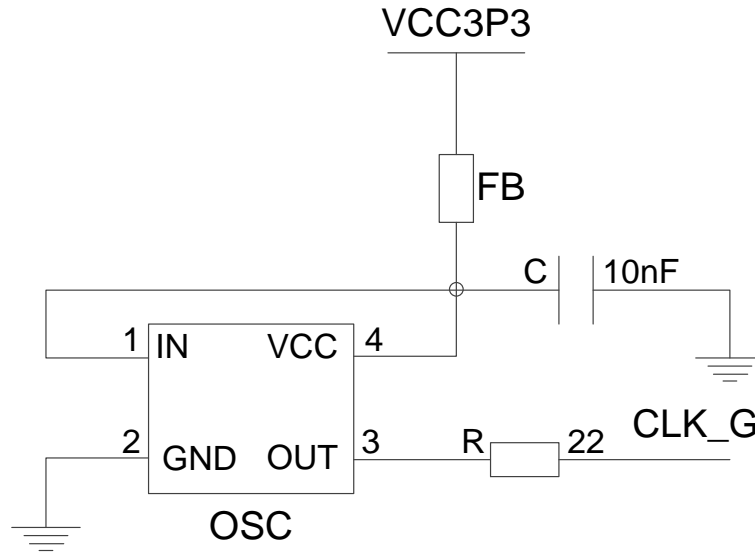 VCC3P3
FB
C 10nF
1 IN VCC 4
2 GND OUT 3 R 22 CLK_G
OSC